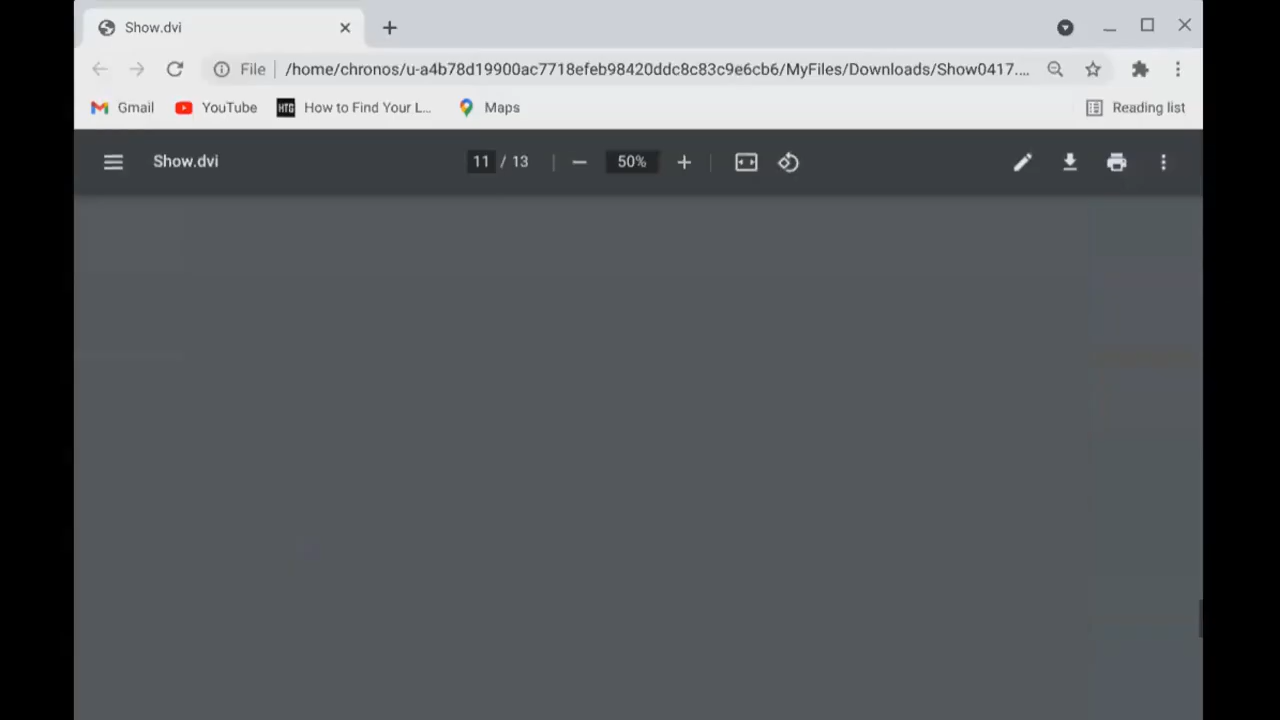 Show.dvi
File /home/chronos/u-a4b78d19900ac7718efeb98420ddc8c83c9e6cb6/MyFiles/Downloads/Show0417....
Gmail YouTube HTG How to Find Your L... Maps Reading list
Show.dvi 11 / 13 50%